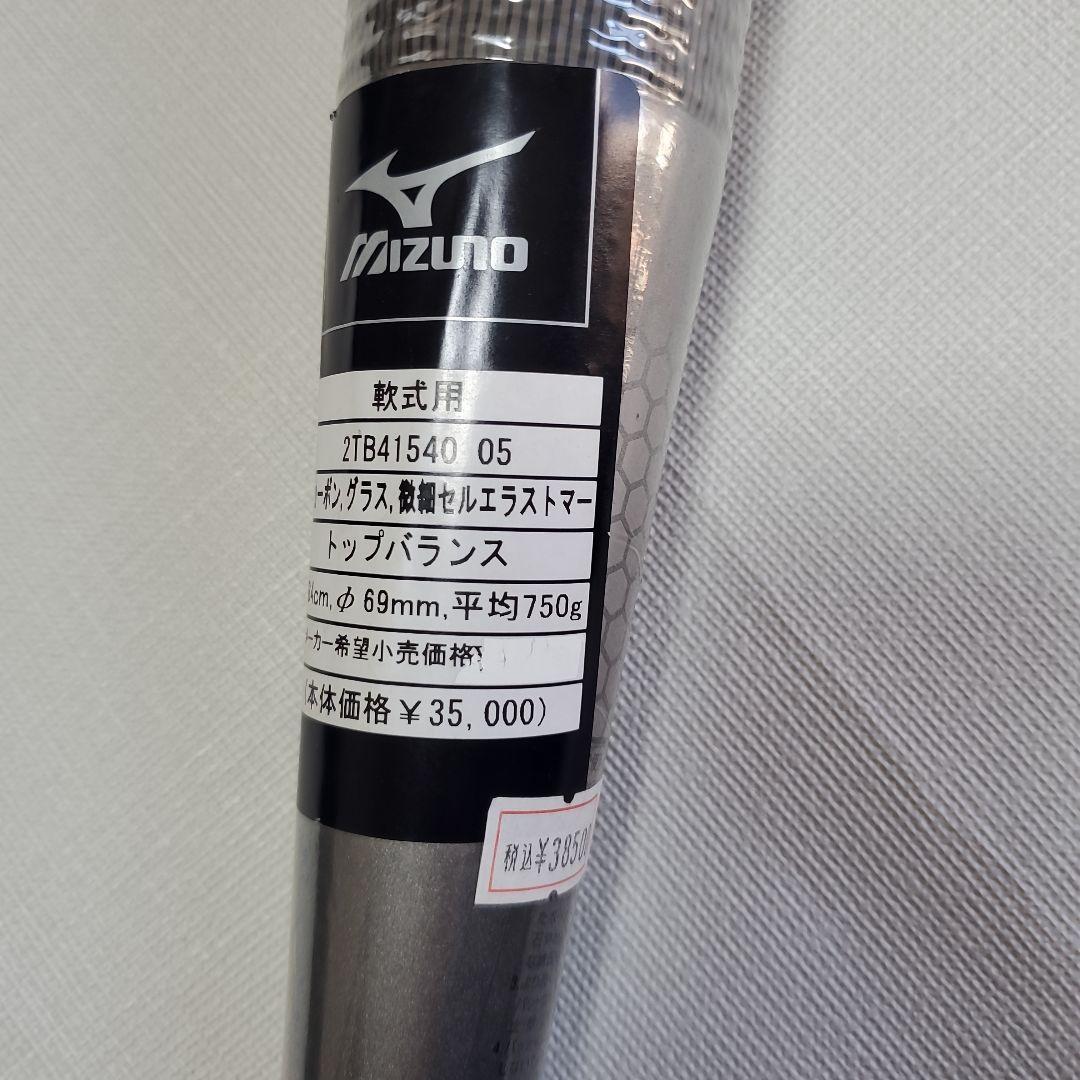 MIZUNO
軟式用
2TB41540 05
ーボン,グラス,微細セルエラストマー
トップバランス
4cm,φ 69mm,平均750g
ーカー希望小売価格
(本体価格￥35,000)
税込￥38500